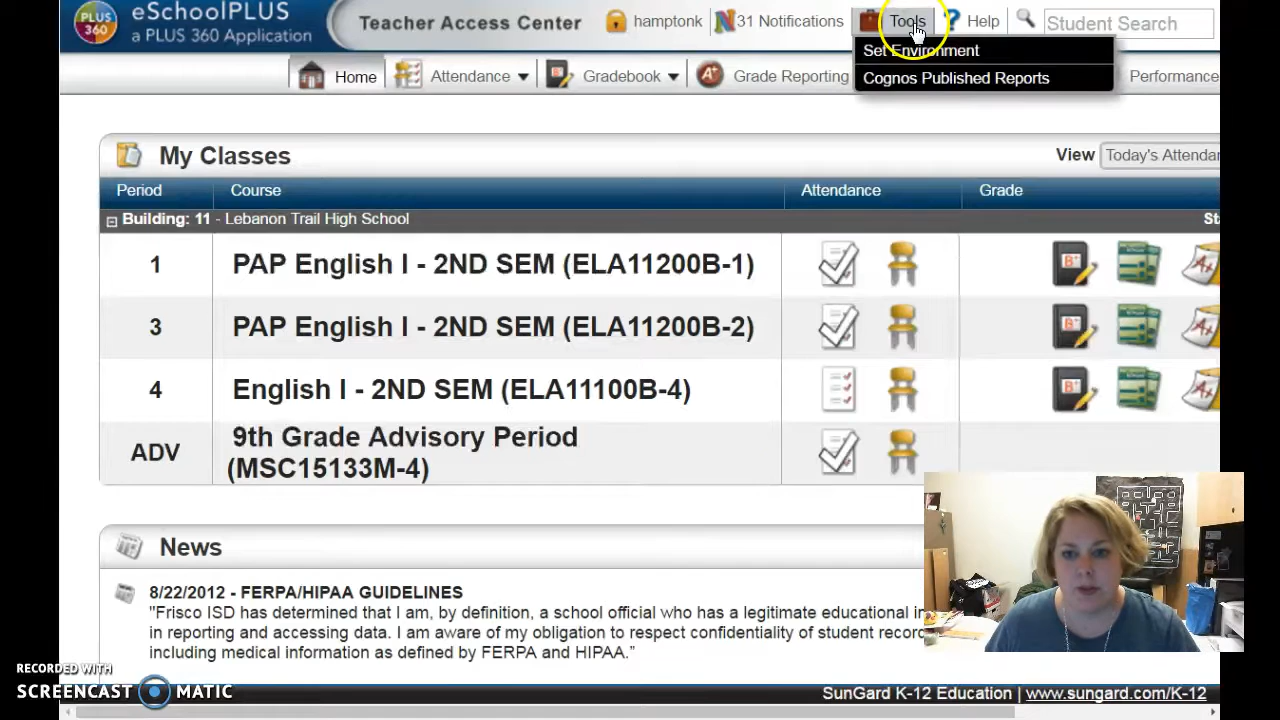 PLUS 360
eSchoolPLUS
a PLUS 360 Application
Teacher Access Center
hamptonk
31 Notifications
Tools
Help
Student Search
Set Environment
Cognos Published Reports
Home
Attendance
Gradebook
Grade Reporting
Performance
My Classes
View
Today's Attendar
Period
Course
Attendance
Grade
Building: 11 - Lebanon Trail High School
St
1
PAP English I - 2ND SEM (ELA11200B-1)
3
PAP English I - 2ND SEM (ELA11200B-2)
4
English I - 2ND SEM (ELA11100B-4)
ADV
9th Grade Advisory Period
(MSC15133M-4)
News
8/22/2012 - FERPA/HIPAA GUIDELINES
"Frisco ISD has determined that I am, by definition, a school official who has a legitimate educational in
in reporting and accessing data. I am aware of my obligation to respect confidentiality of student record
including medical information as defined by FERPA and HIPAA."
RECORDED WITH
SCREENCAST MATIC
SunGard K-12 Education | www.sungard.com/K-12